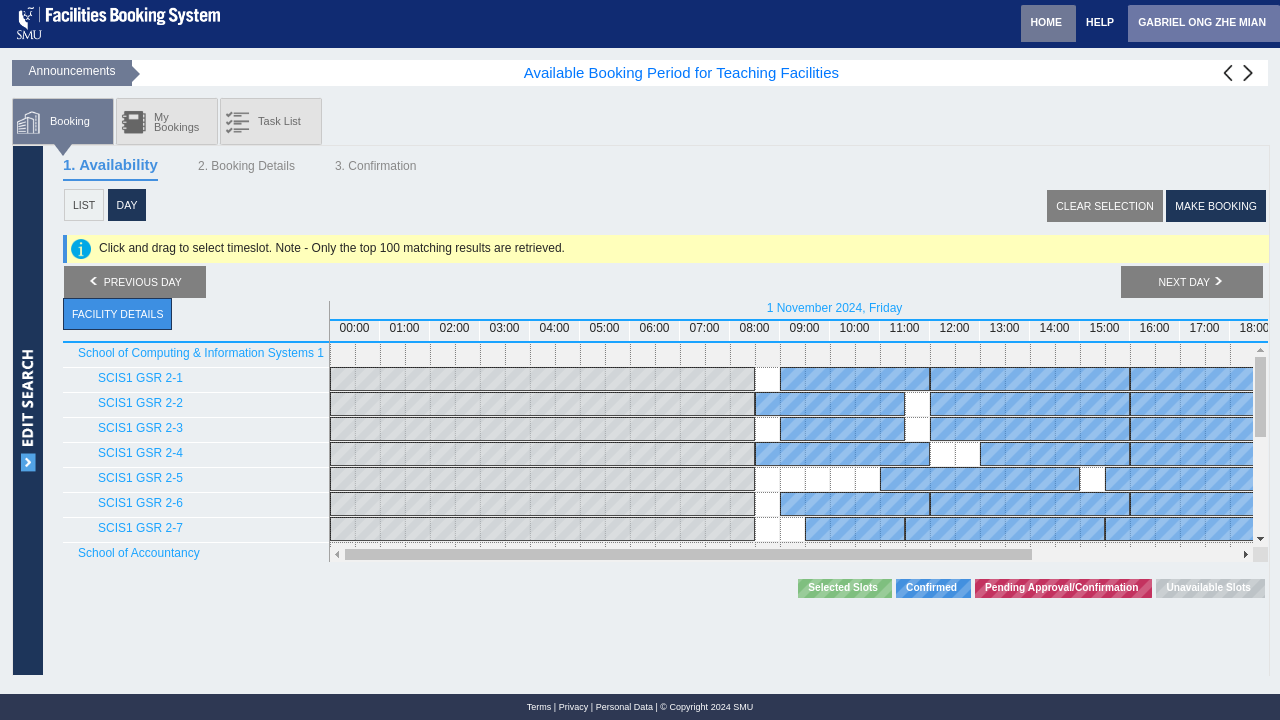 SMU
Facilities Booking System
HOME
HELP
GABRIEL ONG ZHE MIAN
Announcements
Available Booking Period for Teaching Facilities
Booking
My
Bookings
Task List
1. Availability
2. Booking Details
3. Confirmation
LIST
DAY
CLEAR SELECTION
MAKE BOOKING
Click and drag to select timeslot. Note - Only the top 100 matching results are retrieved.
PREVIOUS DAY
NEXT DAY
FACILITY DETAILS
1 November 2024, Friday
00:00 01:00 02:00 03:00 04:00 05:00 06:00 07:00 08:00 09:00 10:00 11:00 12:00 13:00 14:00 15:00 16:00 17:00 18:00
School of Computing & Information Systems 1
SCIS1 GSR 2-1
SCIS1 GSR 2-2
SCIS1 GSR 2-3
SCIS1 GSR 2-4
SCIS1 GSR 2-5
SCIS1 GSR 2-6
SCIS1 GSR 2-7
School of Accountancy
EDIT SEARCH
Selected Slots
Confirmed
Pending Approval/Confirmation
Unavailable Slots
Terms | Privacy | Personal Data | © Copyright 2024 SMU